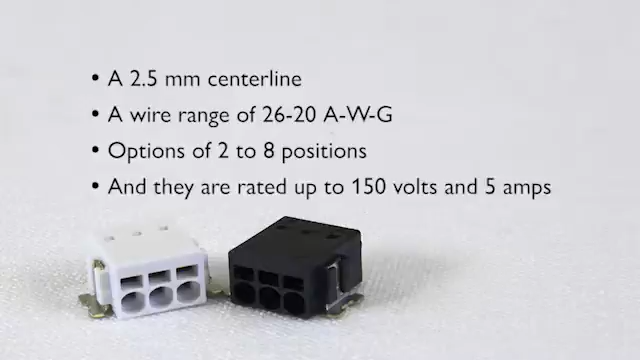 • A 2.5 mm centerline
• A wire range of 26-20 A-W-G
• Options of 2 to 8 positions
• And they are rated up to 150 volts and 5 amps